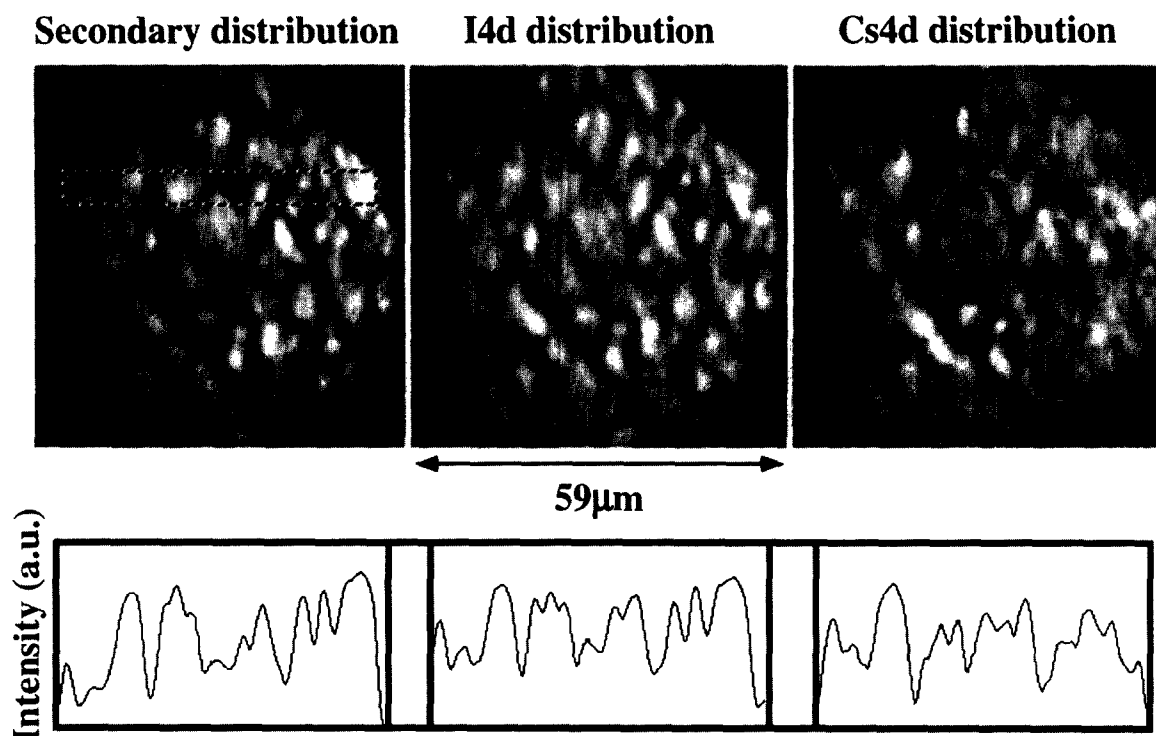 Secondary distribution
I4d distribution
Cs4d distribution
59μm
Intensity (a.u.)